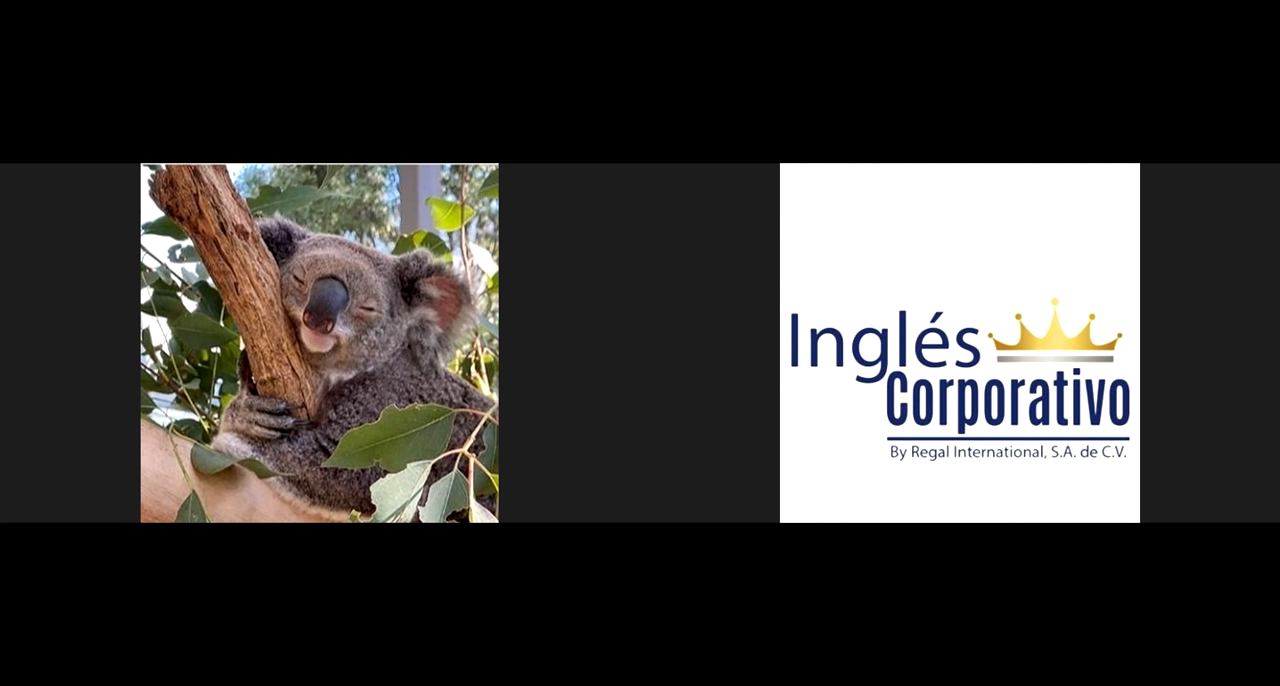 Inglés
Corporativo
By Regal International, S.A. de C.V.